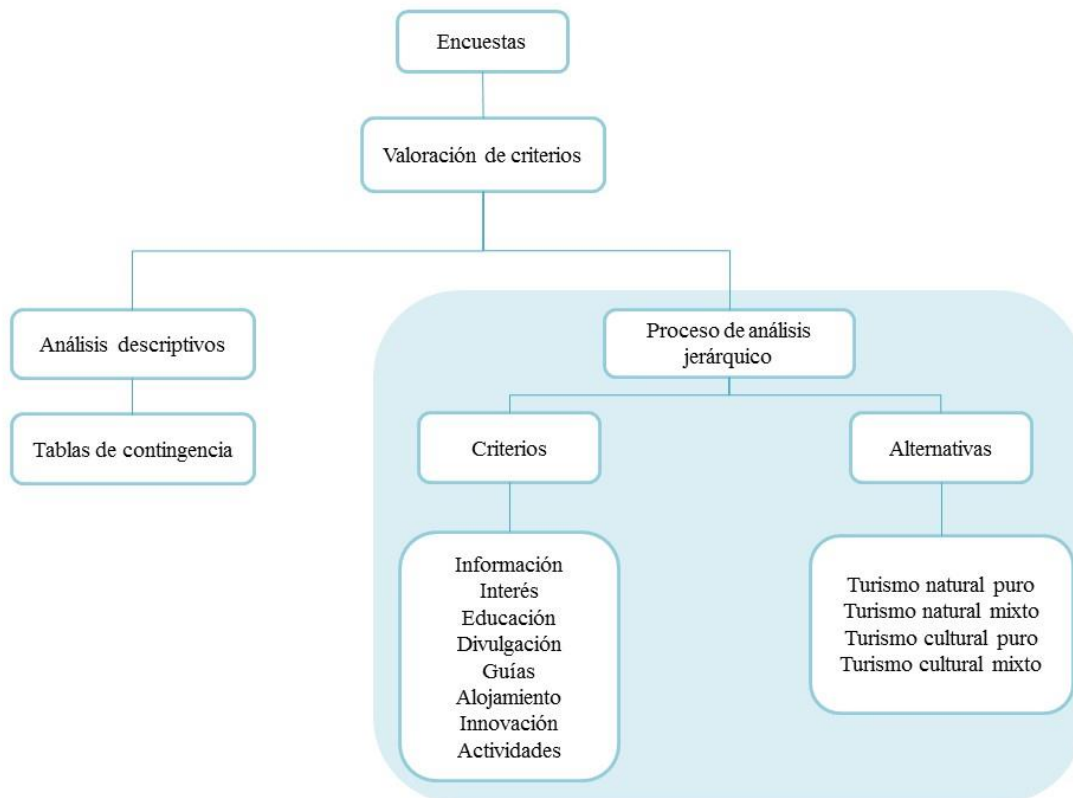 Encuestas
Valoración de criterios
Análisis descriptivos
Tablas de contingencia
Proceso de análisis
jerárquico
Criterios
Alternativas
Información
Interés
Educación
Divulgación
Guías
Alojamiento
Innovación
Actividades
Turismo natural puro
Turismo natural mixto
Turismo cultural puro
Turismo cultural mixto